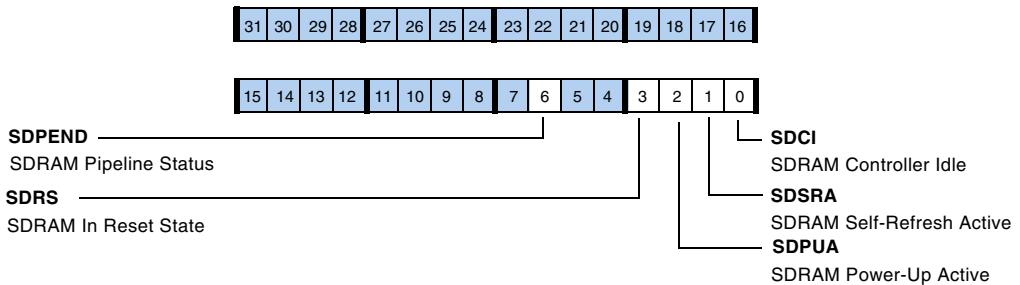 31 30 29 28 27 26 25 24 23 22 21 20 19 18 17 16
15 14 13 12 11 10 9 8 7 6 5 4 3 2 1 0
SDPEND
SDRAM Pipeline Status
SDRS
SDRAM In Reset State
SDCI
SDRAM Controller Idle
SDSRA
SDRAM Self-Refresh Active
SDPUA
SDRAM Power-Up Active